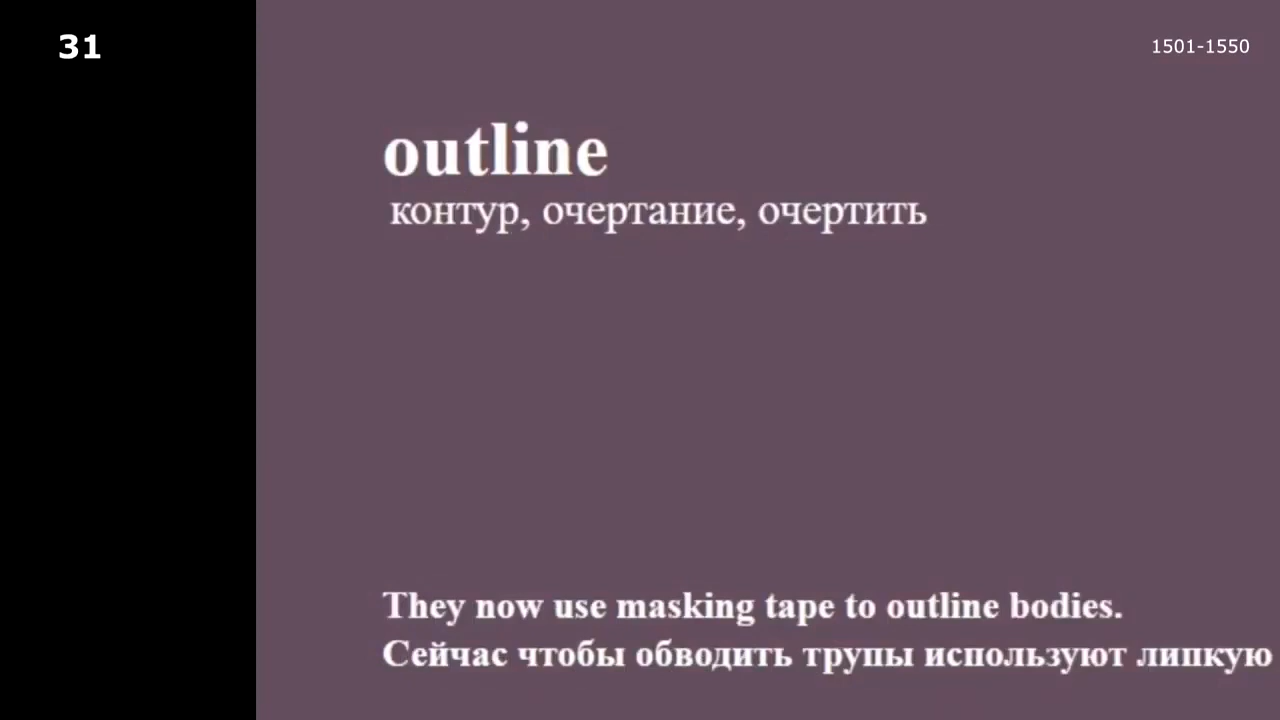 31
1501-1550
outline
контур, очертание, очертить
They now use masking tape to outline bodies.
Сейчас чтобы обводить трупы используют липкую